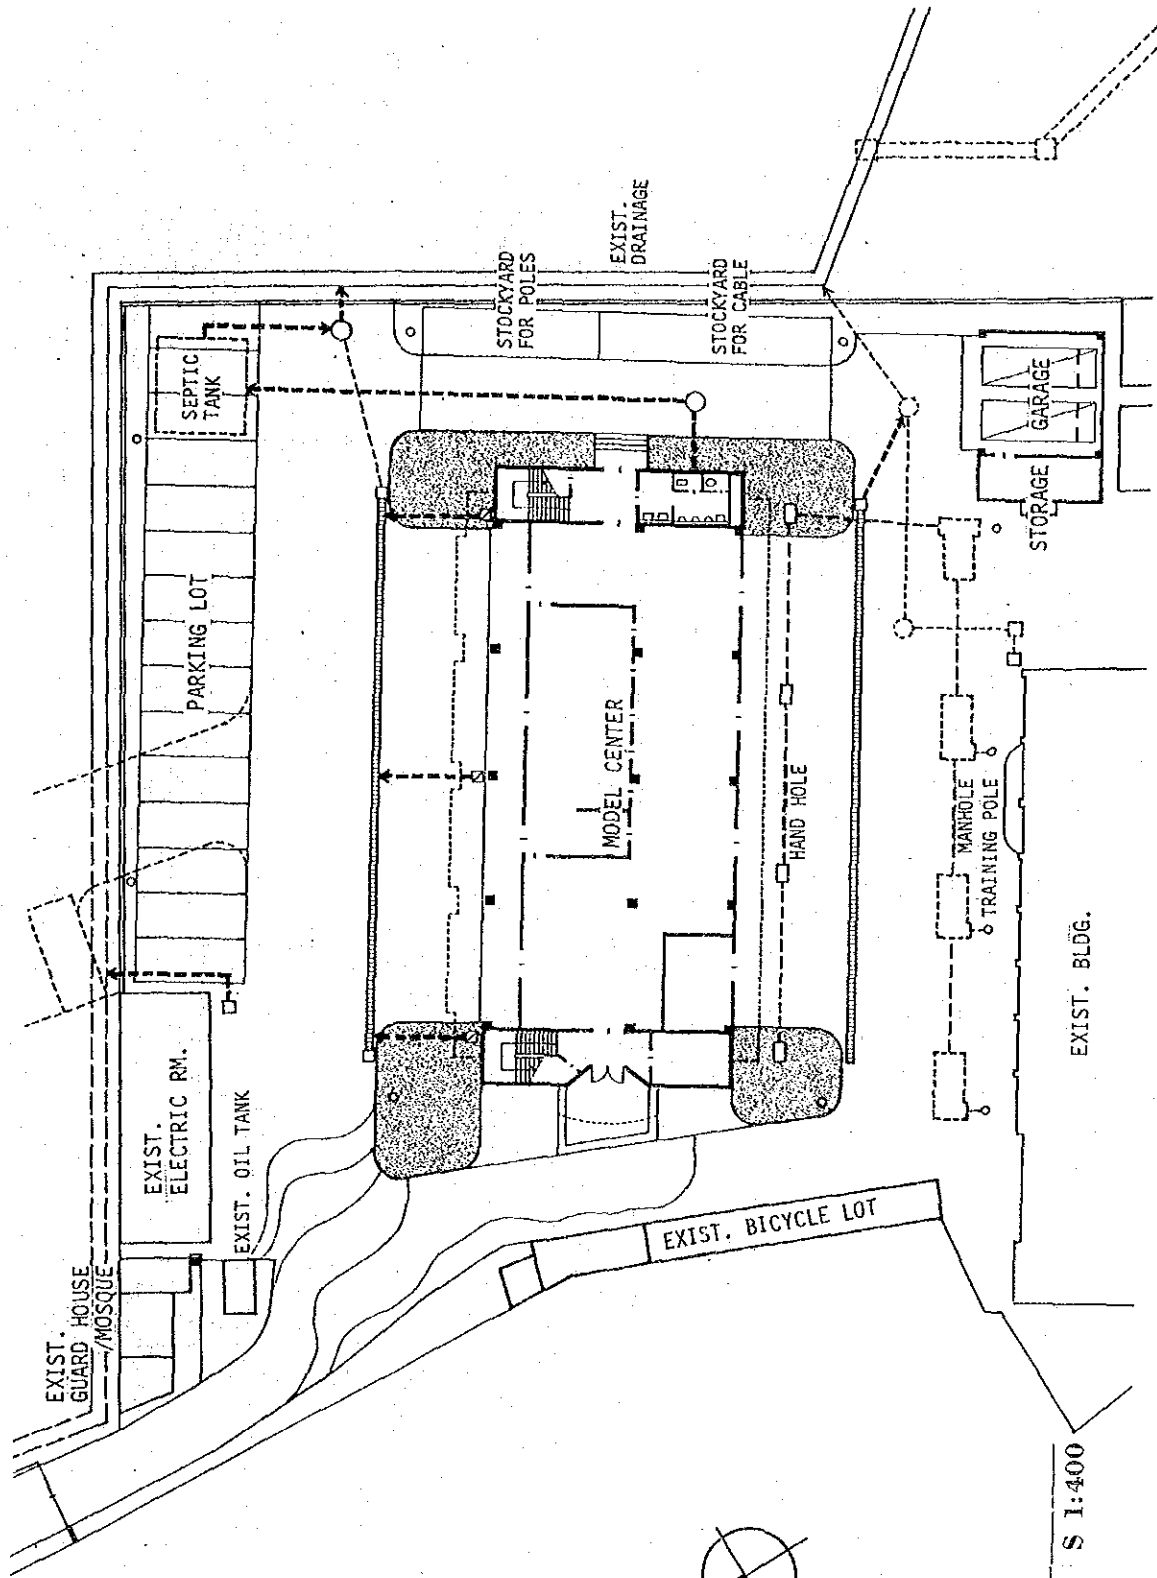 EXIST.
GUARD HOUSE
/MOSQUE
EXIST.
ELECTRIC RM.
EXIST. OIL TANK
PARKING LOT
SEPTIC
TANK
STOCKYARD
FOR POLES
EXIST.
DRAINAGE
STOCKYARD
FOR CABLE
MODEL CENTER
HAND HOLE
EXIST. BICYCLE LOT
MANHOLE
TRAINING POLE
STORAGE
GARAGE
EXIST. BLDG.
S 1:400